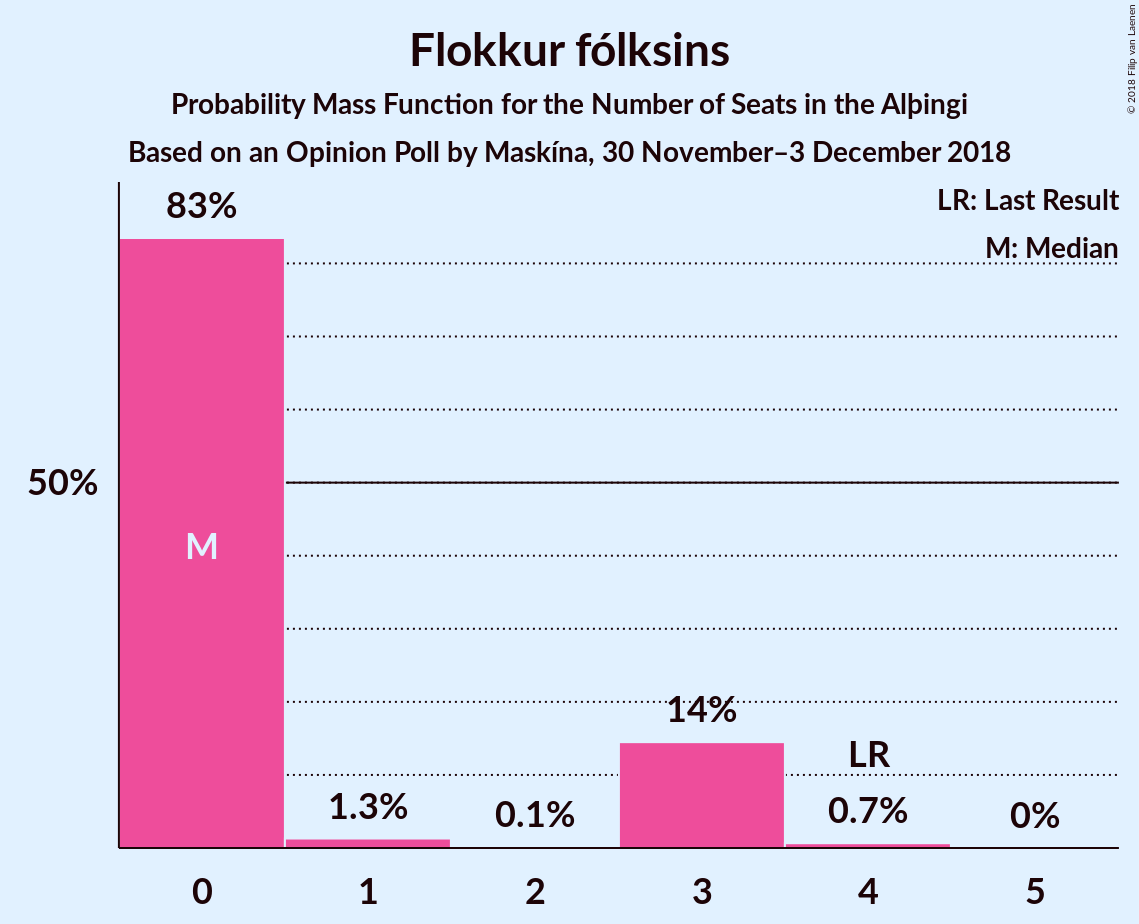 Flokkur fólksins
Probability Mass Function for the Number of Seats in the Alþingi
Based on an Opinion Poll by Maskína, 30 November–3 December 2018
© 2018 Filip van Laenen
LR: Last Result
M: Median
83%
50%
M
14%
LR
1.3%
0.1%
0.7%
0%
0 1 2 3 4 5